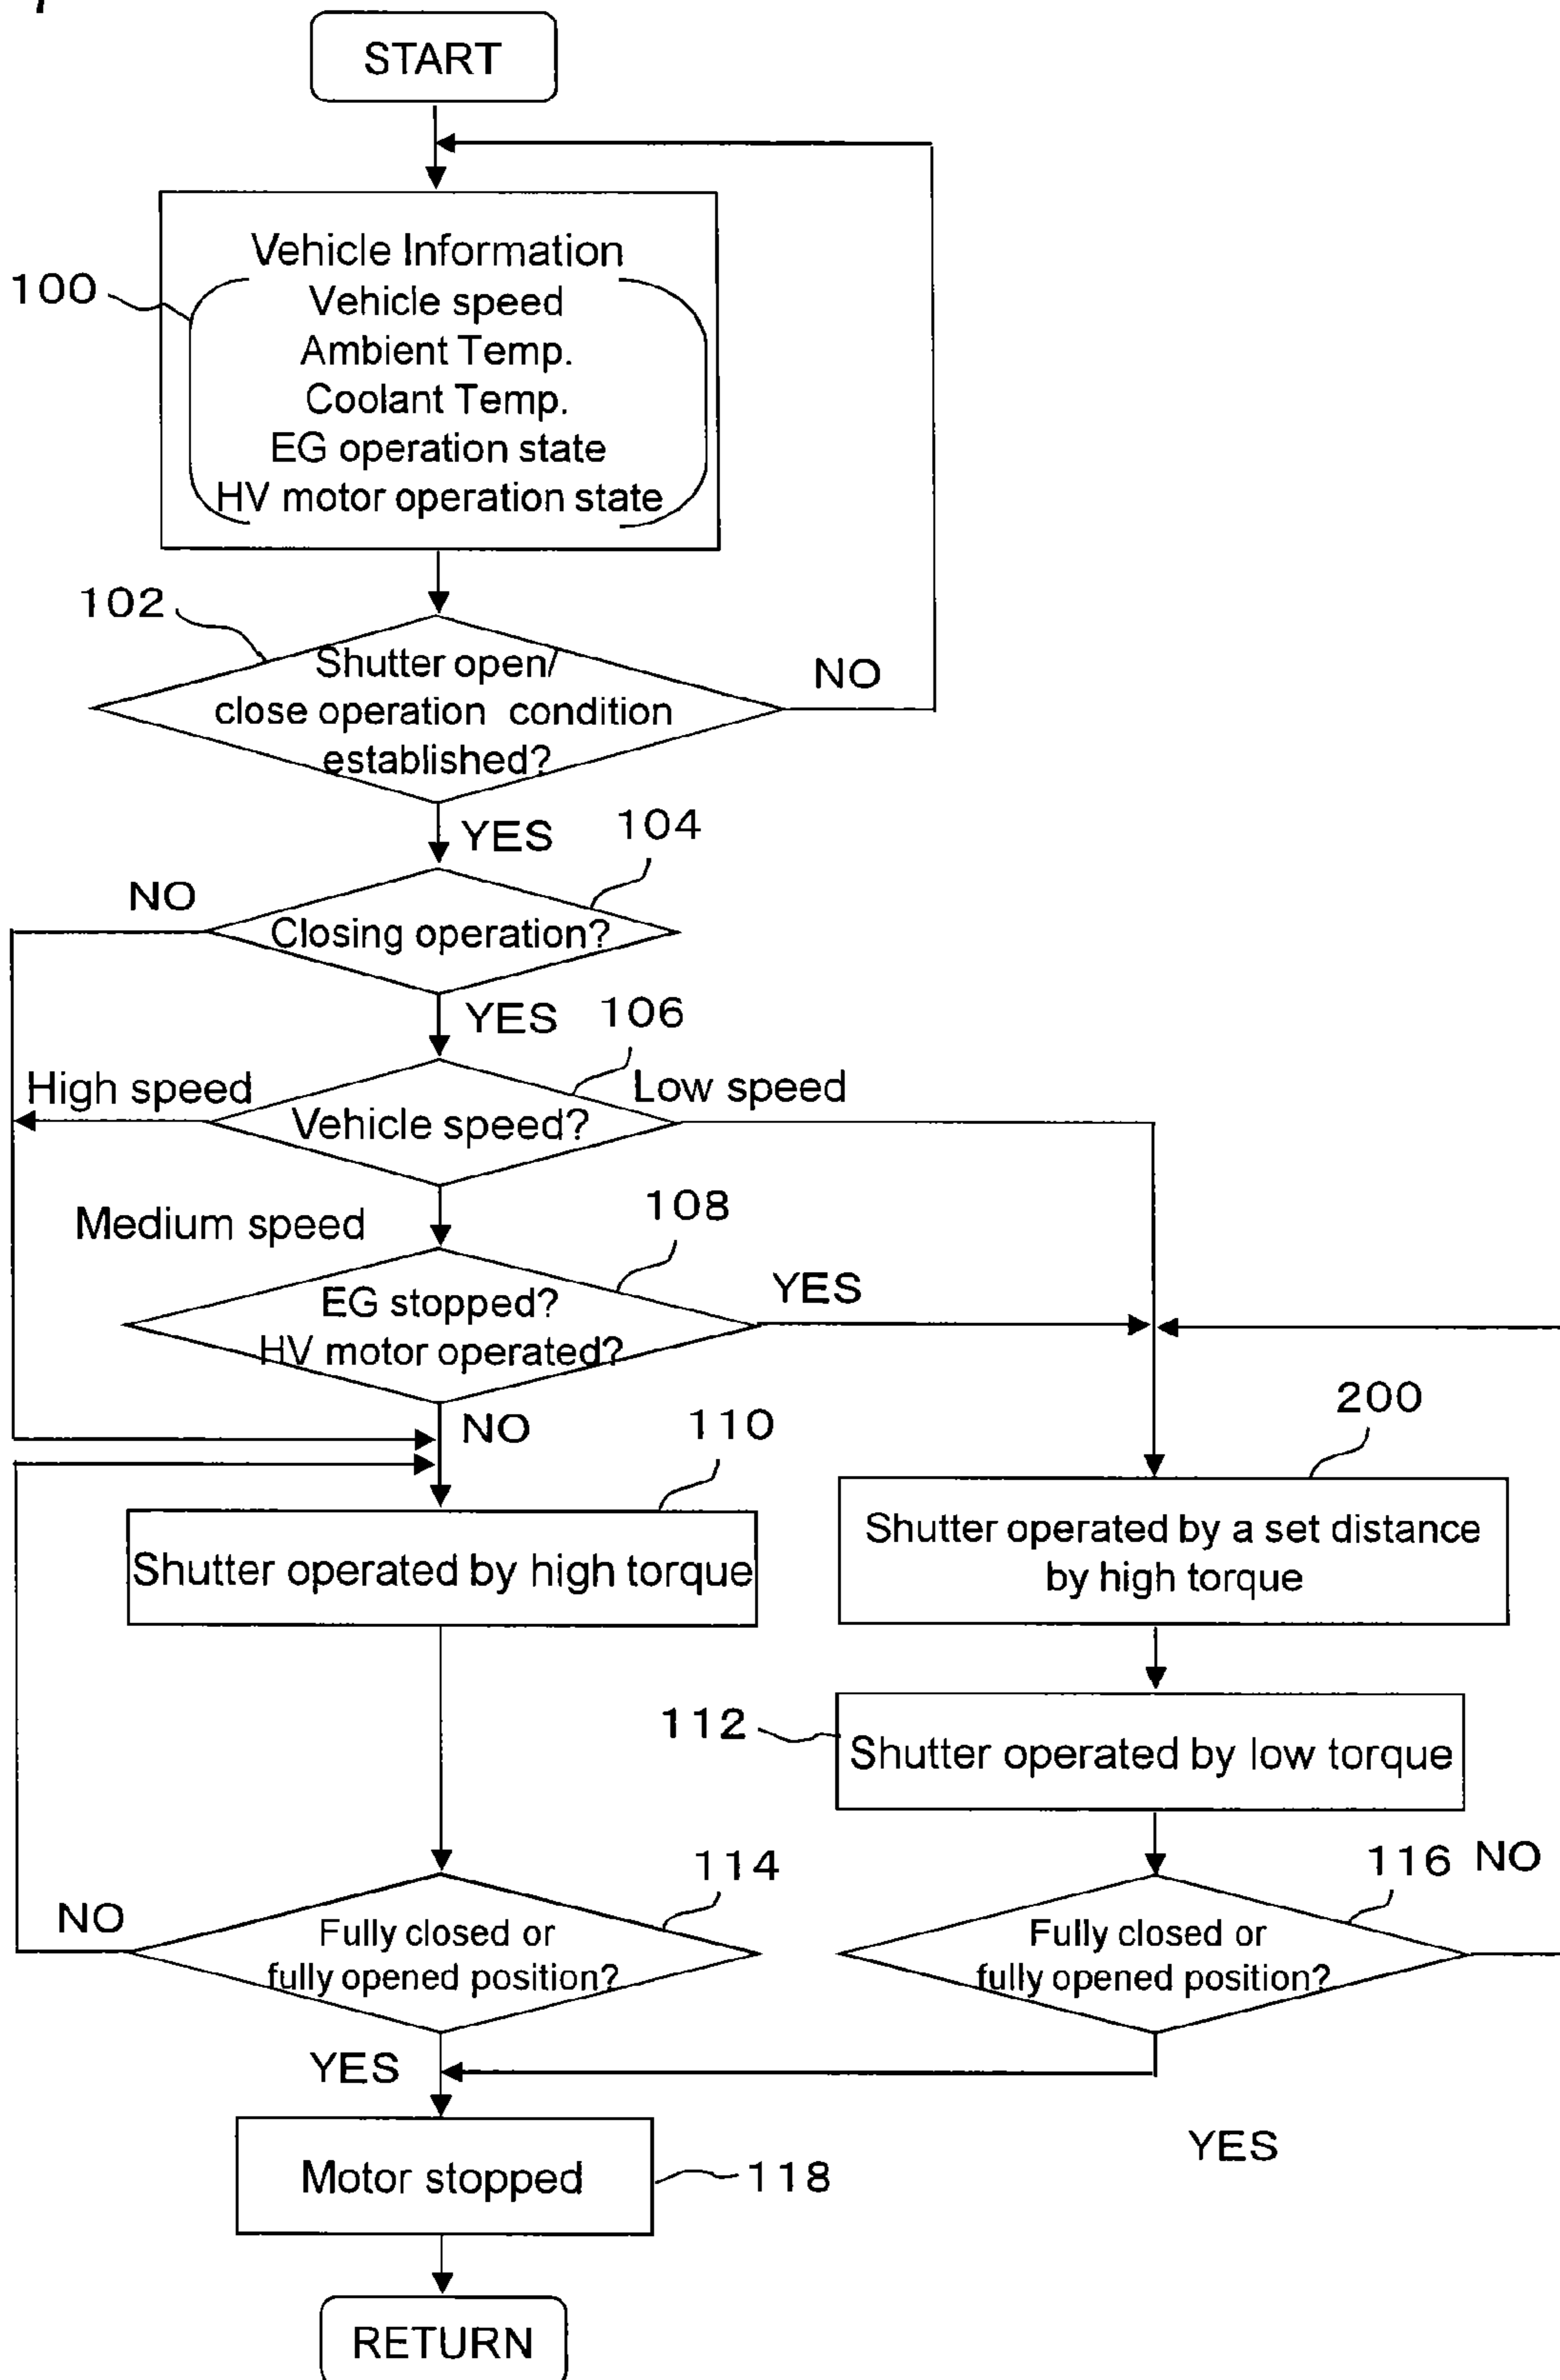 START
Vehicle Information
100
Vehicle speed
Ambient Temp.
Coolant Temp.
EG operation state
HV motor operation state
102
Shutter open/
close operation condition
established?
NO
YES
104
NO
Closing operation?
YES
106
High speed
Low speed
Vehicle speed?
Medium speed
108
EG stopped?
HV motor operated?
YES
NO
110
200
Shutter operated by high torque
Shutter operated by a set distance
by high torque
112
Shutter operated by low torque
114
116
NO
NO
Fully closed or
fully opened position?
Fully closed or
fully opened position?
YES
YES
Motor stopped
118
RETURN